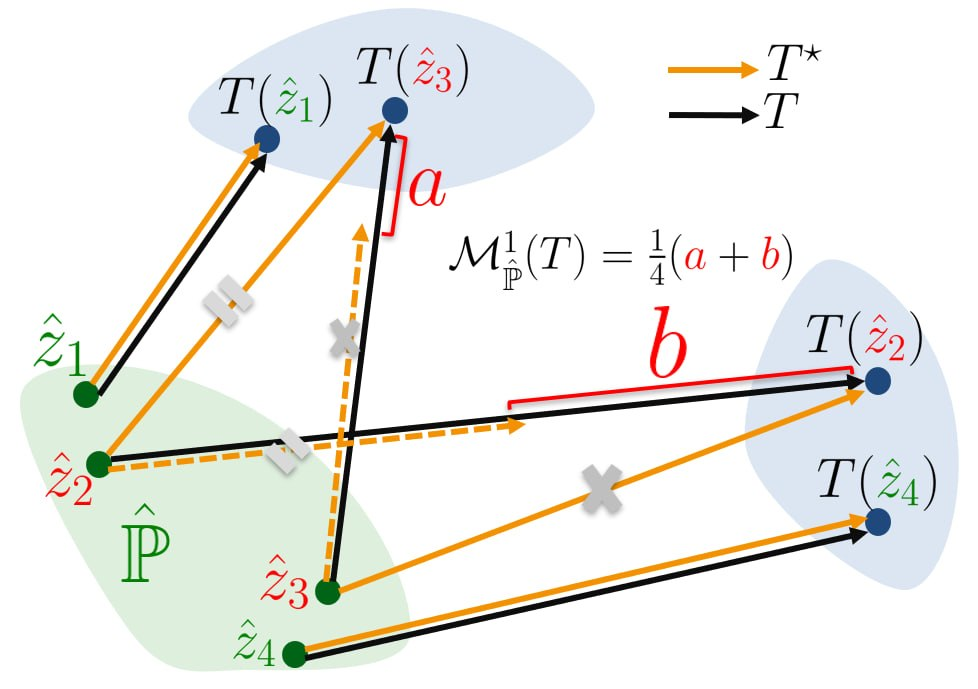 T(ẑ₁)
T(ẑ₃)
T⋆
T
a
ℳ¹_ℙ̂(T) = ¼(a + b)
ẑ₁
b
T(ẑ₂)
ẑ₂
T(ẑ₄)
ℙ̂
ẑ₃
ẑ₄